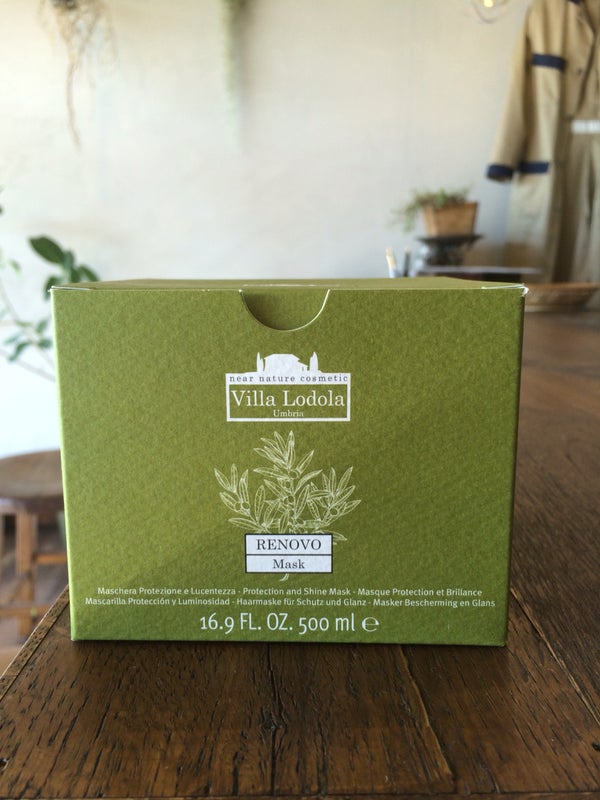 near nature cosmetic
Villa Lodola
Umbria
RENOVO
Mask
Maschera Protezione e Lucentezza - Protection and Shine Mask - Masque Protection et Brillance
Mascarilla Protección y Luminosidad - Haarmaske für Schutz und Glanz - Masker Bescherming en Glans
16.9 FL. OZ. 500 ml ℮